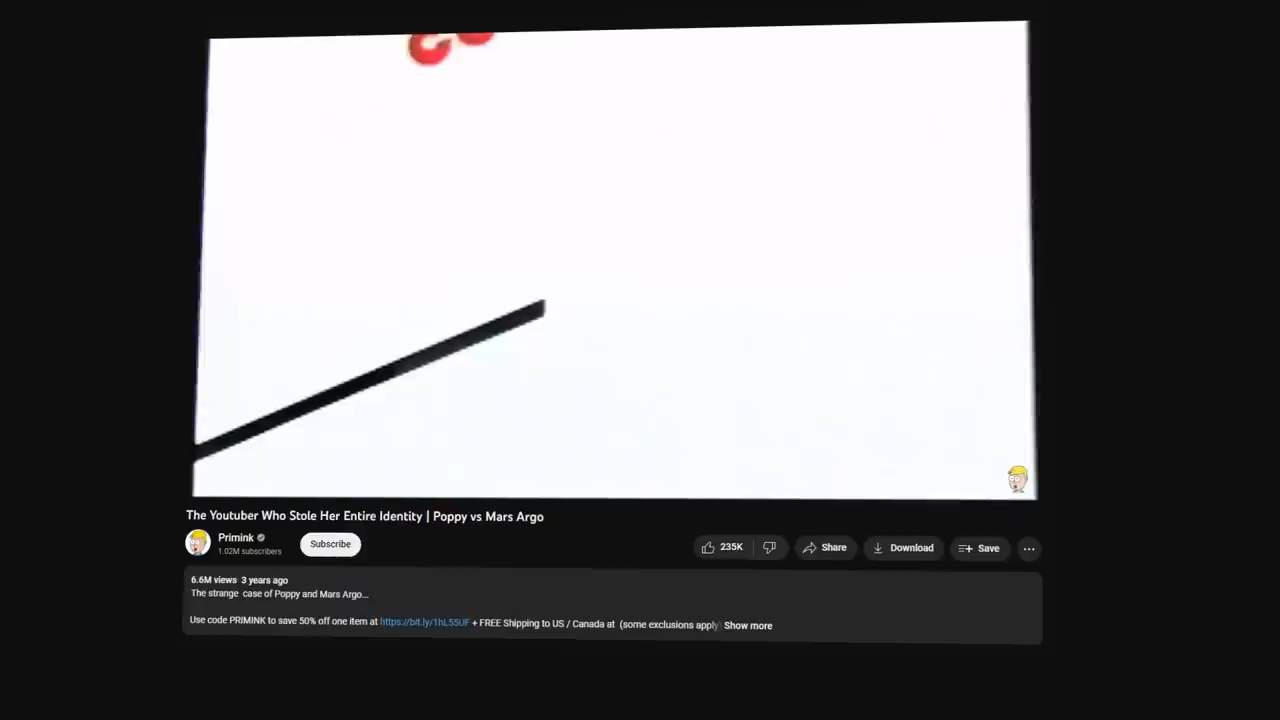 The Youtuber Who Stole Her Entire Identity | Poppy vs Mars Argo
Primink
1.02M subscribers
Subscribe
235K
Share
Download
Save
6.6M views 3 years ago
The strange case of Poppy and Mars Argo...
Use code PRIMINK to save 50% off one item at https://bit.ly/1hL55UF + FREE Shipping to US / Canada at (some exclusions apply Show more